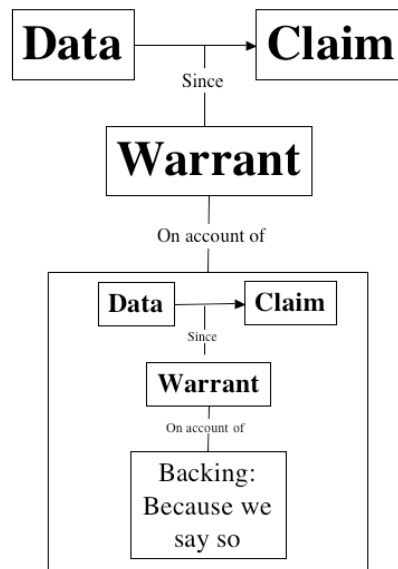 Data
Claim
Since
Warrant
On account of
Data
Claim
Since
Warrant
On account of
Backing:
Because we
say so